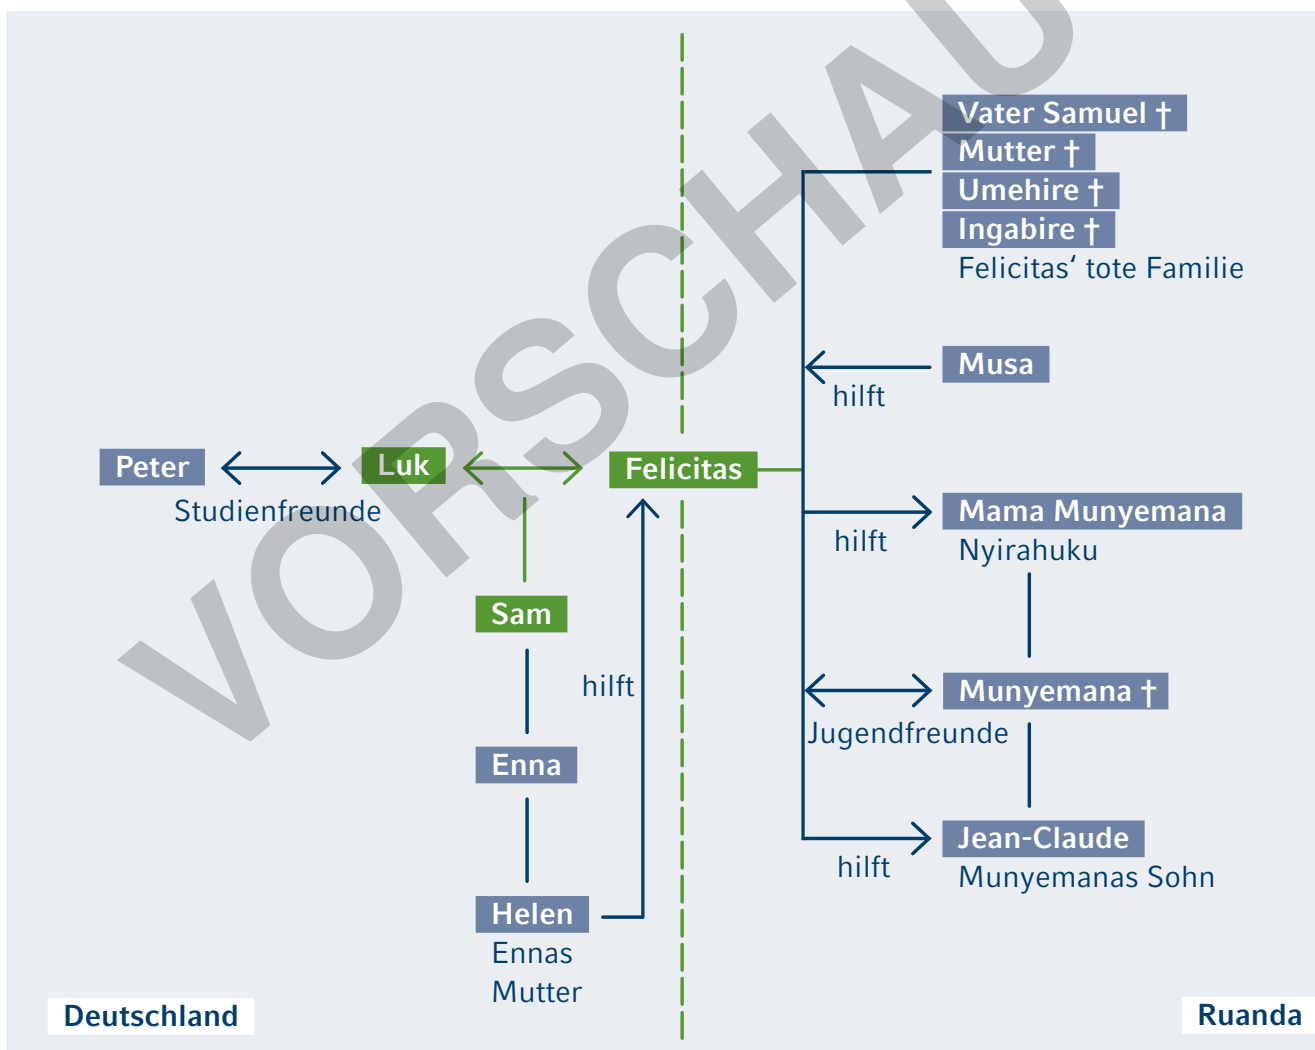 VORSCHAU
Vater Samuel †
Mutter †
Umehire †
Ingabire †
Felicitas‘ tote Familie
Musa
hilft
Peter
Luk
Felicitas
Studienfreunde
Mama Munyemana
hilft
Nyirahuku
Sam
hilft
Munyemana †
Jugendfreunde
Enna
Jean-Claude
hilft
Munyemanas Sohn
Helen
Ennas
Mutter
Deutschland
Ruanda